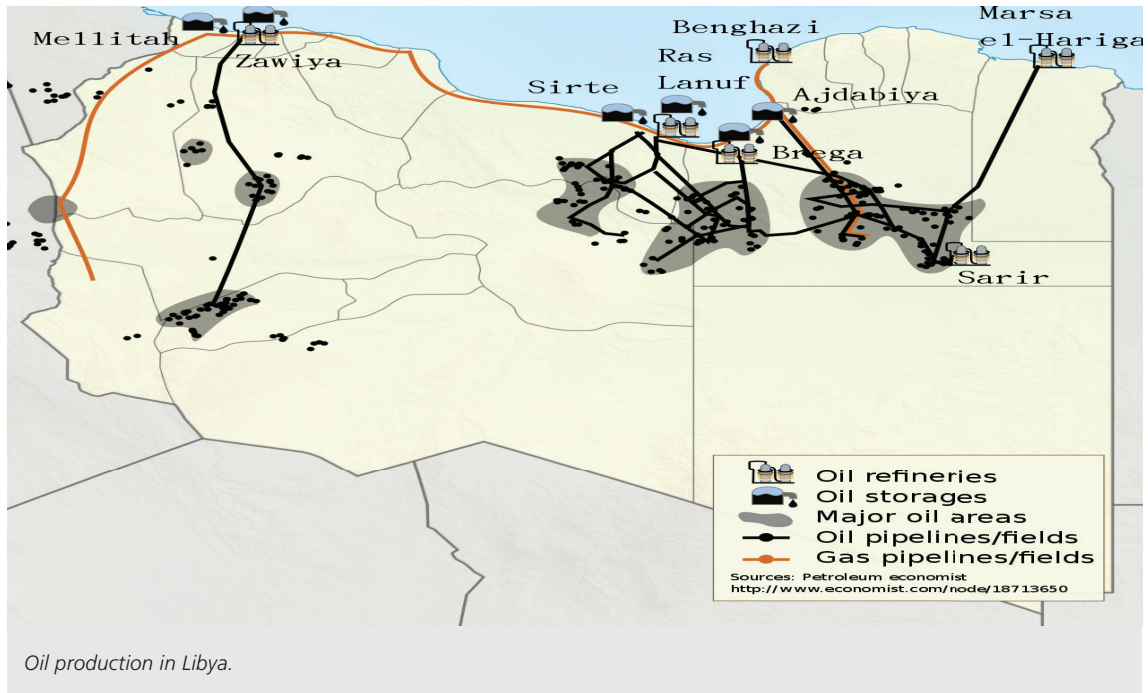 Mellitah
Zawiya
Sirte
Ras
Lanuf
Benghazi
Ajdabiya
Brega
Marsa
el-Hariga
Sarir
Oil refineries
Oil storages
Major oil areas
Oil pipelines/fields
Gas pipelines/fields
Sources: Petroleum economist
http://www.economist.com/node/18713650
Oil production in Libya.